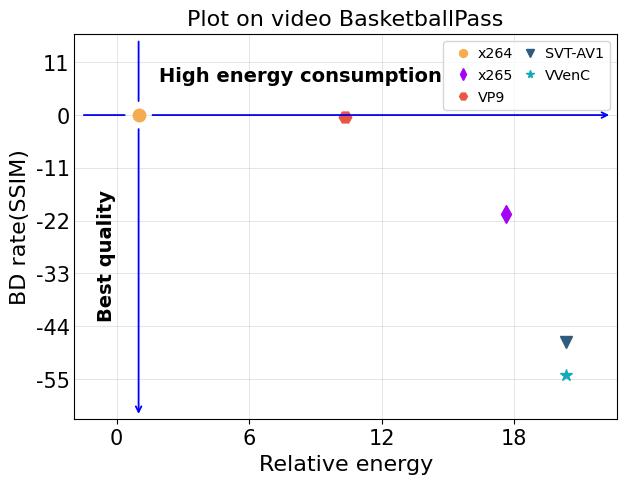 Plot on video BasketballPass
High energy consumption
x264
x265
VP9
SVT-AV1
VVenC
11
0
-11
-22
-33
-44
-55
BD rate(SSIM)
Best quality
0
6
12
18
Relative energy